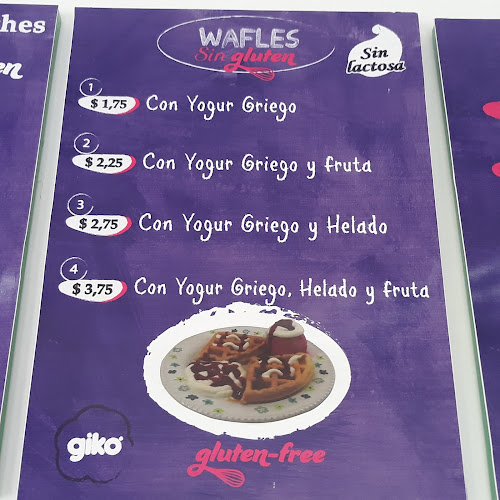 hes
en
WAFLES
Sin gluten
Sin
lactosa
1
$ 1,75 Con Yogur Griego
2
$ 2,25 Con Yogur Griego y fruta
3
$ 2,75 Con Yogur Griego y Helado
4
$ 3,75 Con Yogur Griego, Helado y fruta
giko
gluten-free